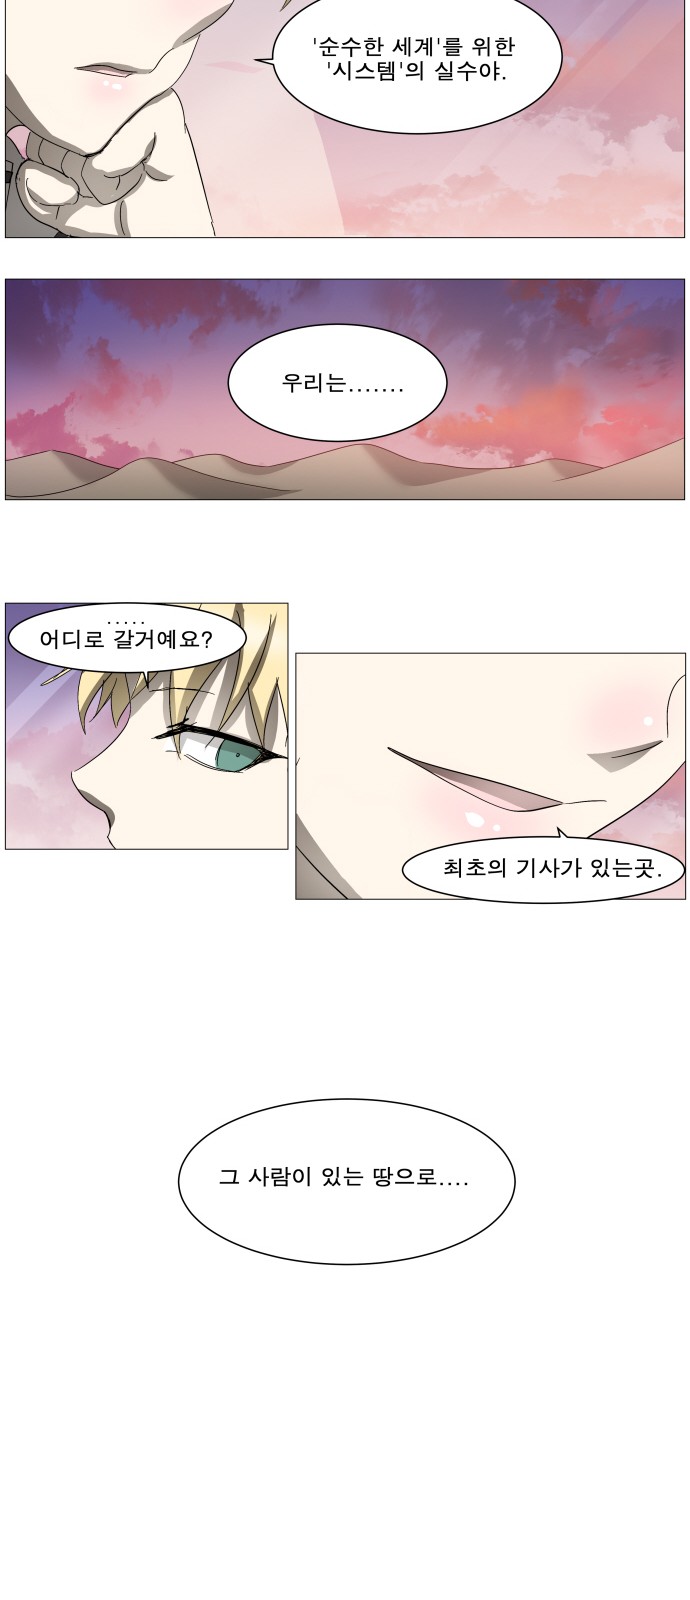 '순수한 세계'를 위한
'시스템'의 실수야.
우리는.......
.....
어디로 갈거예요?
최초의 기사가 있는곳.
그 사람이 있는 땅으로....